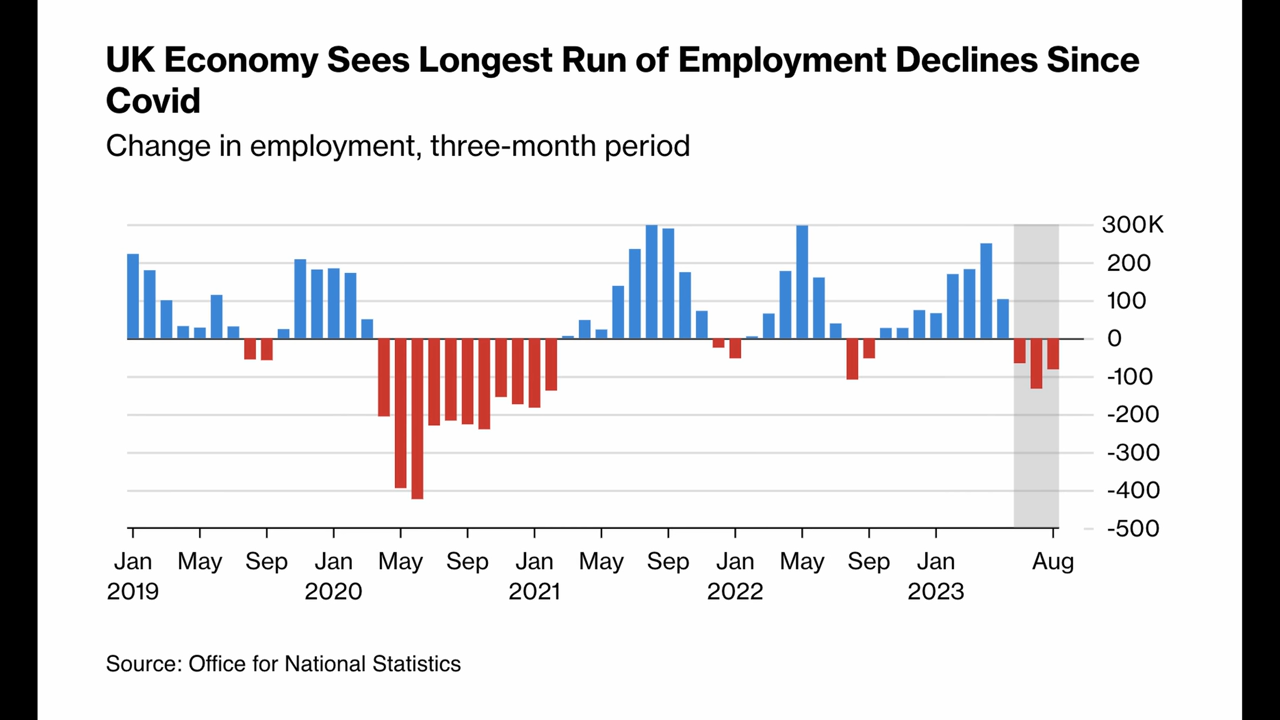 UK Economy Sees Longest Run of Employment Declines Since
Covid
Change in employment, three-month period
300K
200
100
0
-100
-200
-300
-400
-500
Jan May Sep Jan May Sep Jan May Sep Jan May Sep Jan Aug
2019 2020 2021 2022 2023
Source: Office for National Statistics